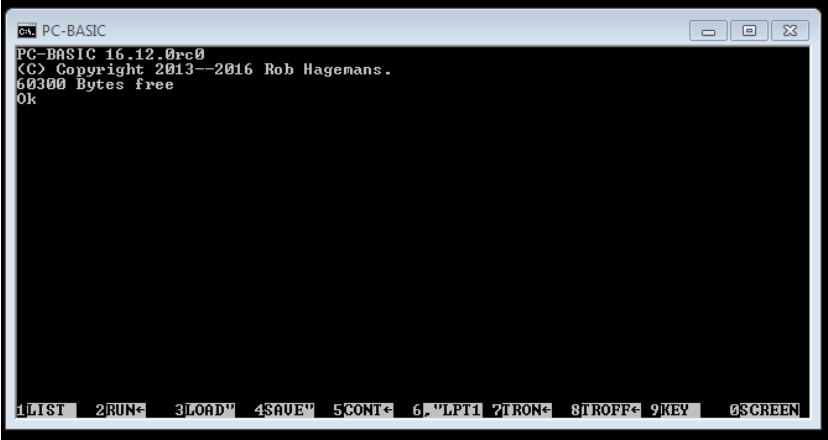 PC-BASIC
PC-BASIC 16.12.0rc0
(C) Copyright 2013--2016 Rob Hagemans.
60300 Bytes free
Ok
1LIST 2RUN← 3LOAD" 4SAVE" 5CONT← 6,"LPT1 7TRON← 8TROFF← 9KEY 0SCREEN